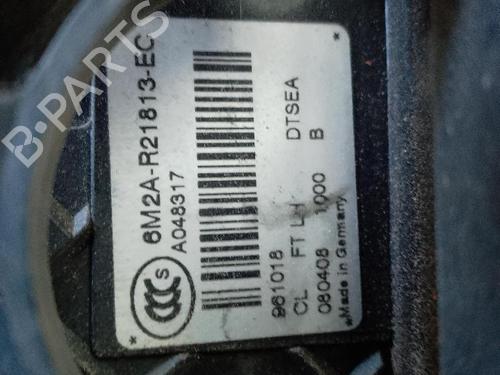 B-PARTS
6M2A-R21813-EC
A048317
S
961018 DTSEA
CL FT LH
080408 1000 B
*Made in Germany*